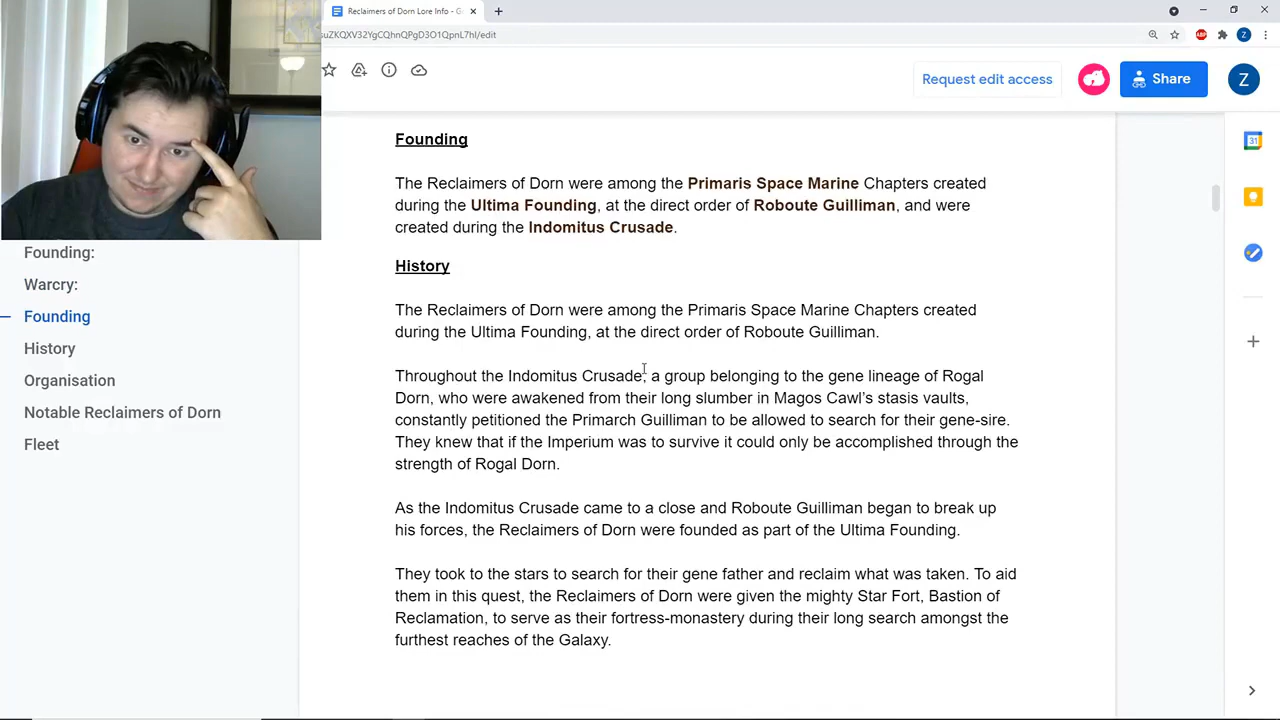 Reclaimers of Dorn Lore Info - G
suZKQXV32YgCQhnQPgD3O1QpnL7hl/edit
Request edit access
Share
Z
Founding:
Warcry:
Founding
History
Organisation
Notable Reclaimers of Dorn
Fleet
Founding
The Reclaimers of Dorn were among the Primaris Space Marine Chapters created
during the Ultima Founding, at the direct order of Roboute Guilliman, and were
created during the Indomitus Crusade.
History
The Reclaimers of Dorn were among the Primaris Space Marine Chapters created
during the Ultima Founding, at the direct order of Roboute Guilliman.
Throughout the Indomitus Crusade, a group belonging to the gene lineage of Rogal
Dorn, who were awakened from their long slumber in Magos Cawl’s stasis vaults,
constantly petitioned the Primarch Guilliman to be allowed to search for their gene-sire.
They knew that if the Imperium was to survive it could only be accomplished through the
strength of Rogal Dorn.
As the Indomitus Crusade came to a close and Roboute Guilliman began to break up
his forces, the Reclaimers of Dorn were founded as part of the Ultima Founding.
They took to the stars to search for their gene father and reclaim what was taken. To aid
them in this quest, the Reclaimers of Dorn were given the mighty Star Fort, Bastion of
Reclamation, to serve as their fortress-monastery during their long search amongst the
furthest reaches of the Galaxy.
ABP
Z
31